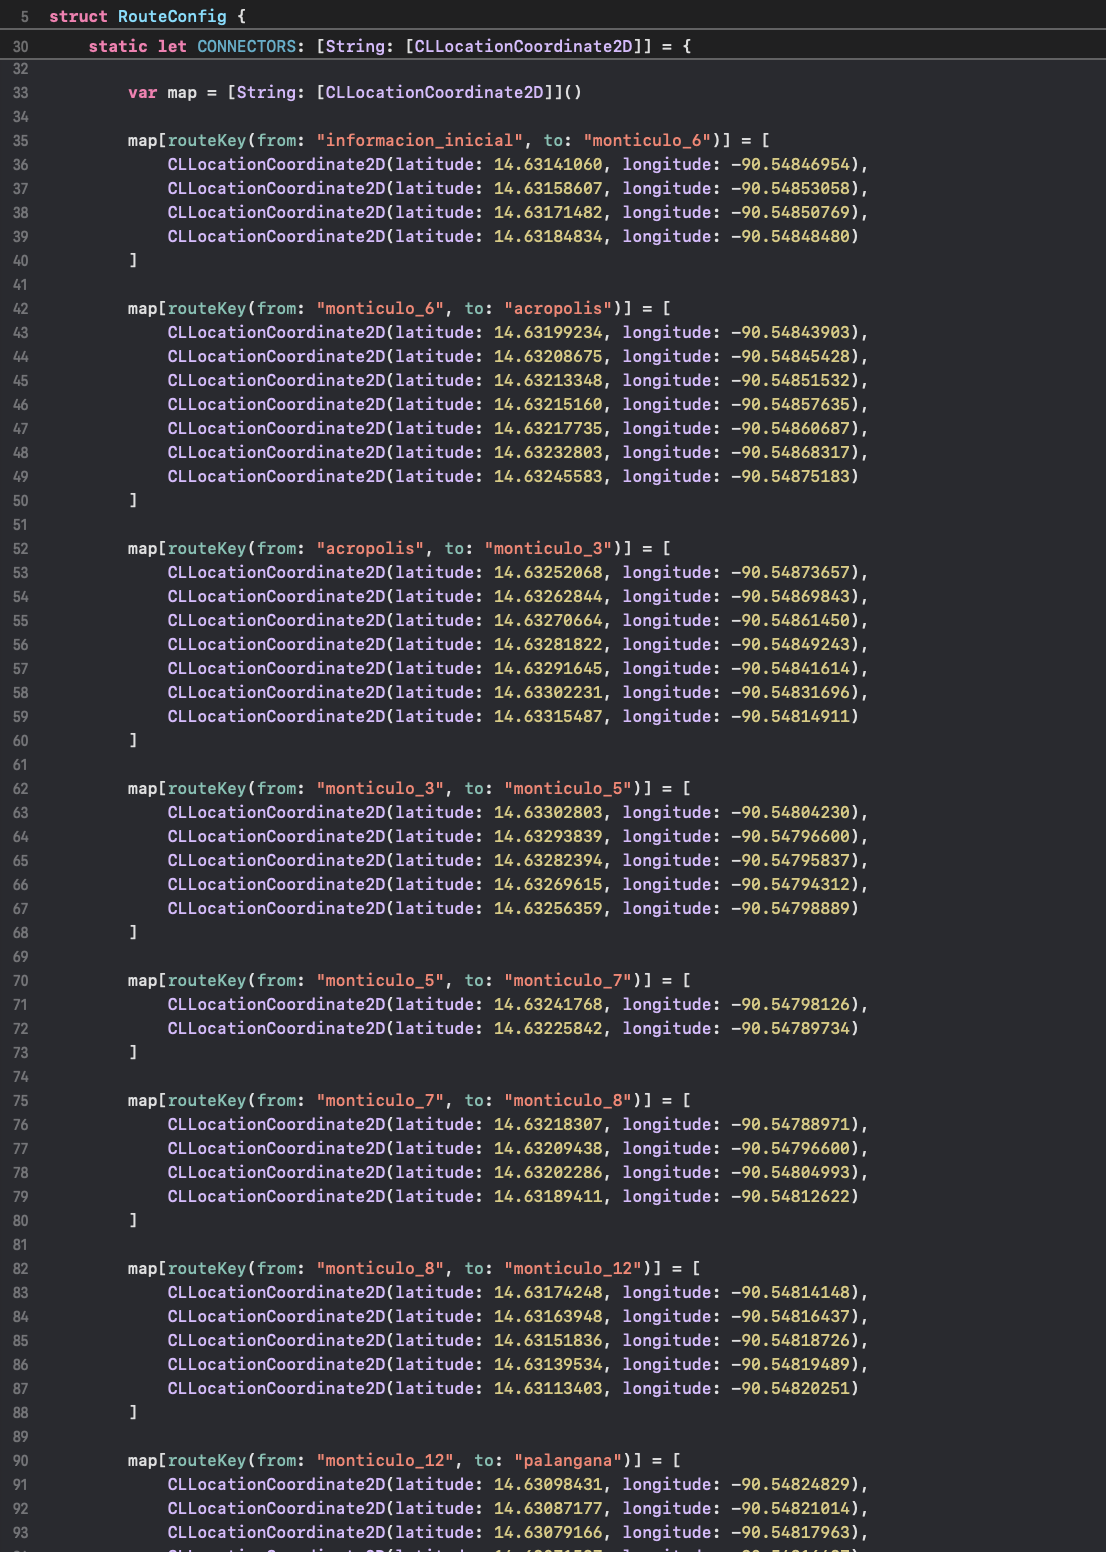 5 struct RouteConfig {
30 static let CONNECTORS: [String: [CLLocationCoordinate2D]] = {
32
33 var map = [String: [CLLocationCoordinate2D]]()
34
35 map[routeKey(from: "informacion_inicial", to: "monticulo_6")] = [
36 CLLocationCoordinate2D(latitude: 14.63141060, longitude: -90.54846954),
37 CLLocationCoordinate2D(latitude: 14.63158607, longitude: -90.54853058),
38 CLLocationCoordinate2D(latitude: 14.63171482, longitude: -90.54850769),
39 CLLocationCoordinate2D(latitude: 14.63184834, longitude: -90.54848480)
40 ]
41
42 map[routeKey(from: "monticulo_6", to: "acropolis")] = [
43 CLLocationCoordinate2D(latitude: 14.63199234, longitude: -90.54843903),
44 CLLocationCoordinate2D(latitude: 14.63208675, longitude: -90.54845428),
45 CLLocationCoordinate2D(latitude: 14.63213348, longitude: -90.54851532),
46 CLLocationCoordinate2D(latitude: 14.63215160, longitude: -90.54857635),
47 CLLocationCoordinate2D(latitude: 14.63217735, longitude: -90.54860687),
48 CLLocationCoordinate2D(latitude: 14.63232803, longitude: -90.54868317),
49 CLLocationCoordinate2D(latitude: 14.63245583, longitude: -90.54875183)
50 ]
51
52 map[routeKey(from: "acropolis", to: "monticulo_3")] = [
53 CLLocationCoordinate2D(latitude: 14.63252068, longitude: -90.54873657),
54 CLLocationCoordinate2D(latitude: 14.63262844, longitude: -90.54869843),
55 CLLocationCoordinate2D(latitude: 14.63270664, longitude: -90.54861450),
56 CLLocationCoordinate2D(latitude: 14.63281822, longitude: -90.54849243),
57 CLLocationCoordinate2D(latitude: 14.63291645, longitude: -90.54841614),
58 CLLocationCoordinate2D(latitude: 14.63302231, longitude: -90.54831696),
59 CLLocationCoordinate2D(latitude: 14.63315487, longitude: -90.54814911)
60 ]
61
62 map[routeKey(from: "monticulo_3", to: "monticulo_5")] = [
63 CLLocationCoordinate2D(latitude: 14.63302803, longitude: -90.54804230),
64 CLLocationCoordinate2D(latitude: 14.63293839, longitude: -90.54796600),
65 CLLocationCoordinate2D(latitude: 14.63282394, longitude: -90.54795837),
66 CLLocationCoordinate2D(latitude: 14.63269615, longitude: -90.54794312),
67 CLLocationCoordinate2D(latitude: 14.63256359, longitude: -90.54798889)
68 ]
69
70 map[routeKey(from: "monticulo_5", to: "monticulo_7")] = [
71 CLLocationCoordinate2D(latitude: 14.63241768, longitude: -90.54798126),
72 CLLocationCoordinate2D(latitude: 14.63225842, longitude: -90.54789734)
73 ]
74
75 map[routeKey(from: "monticulo_7", to: "monticulo_8")] = [
76 CLLocationCoordinate2D(latitude: 14.63218307, longitude: -90.54788971),
77 CLLocationCoordinate2D(latitude: 14.63209438, longitude: -90.54796600),
78 CLLocationCoordinate2D(latitude: 14.63202286, longitude: -90.54804993),
79 CLLocationCoordinate2D(latitude: 14.63189411, longitude: -90.54812622)
80 ]
81
82 map[routeKey(from: "monticulo_8", to: "monticulo_12")] = [
83 CLLocationCoordinate2D(latitude: 14.63174248, longitude: -90.54814148),
84 CLLocationCoordinate2D(latitude: 14.63163948, longitude: -90.54816437),
85 CLLocationCoordinate2D(latitude: 14.63151836, longitude: -90.54818726),
86 CLLocationCoordinate2D(latitude: 14.63139534, longitude: -90.54819489),
87 CLLocationCoordinate2D(latitude: 14.63113403, longitude: -90.54820251)
88 ]
89
90 map[routeKey(from: "monticulo_12", to: "palangana")] = [
91 CLLocationCoordinate2D(latitude: 14.63098431, longitude: -90.54824829),
92 CLLocationCoordinate2D(latitude: 14.63087177, longitude: -90.54821014),
93 CLLocationCoordinate2D(latitude: 14.63079166, longitude: -90.54817963),